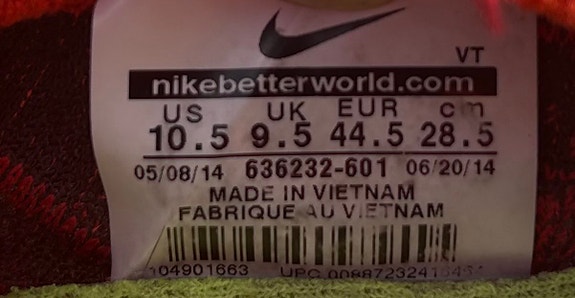 VT
nikebetterworld.com
US UK EUR cm
10.5 9.5 44.5 28.5
05/08/14 636232-601 06/20/14
MADE IN VIETNAM
FABRIQUE AU VIETNAM
104901663 UPC